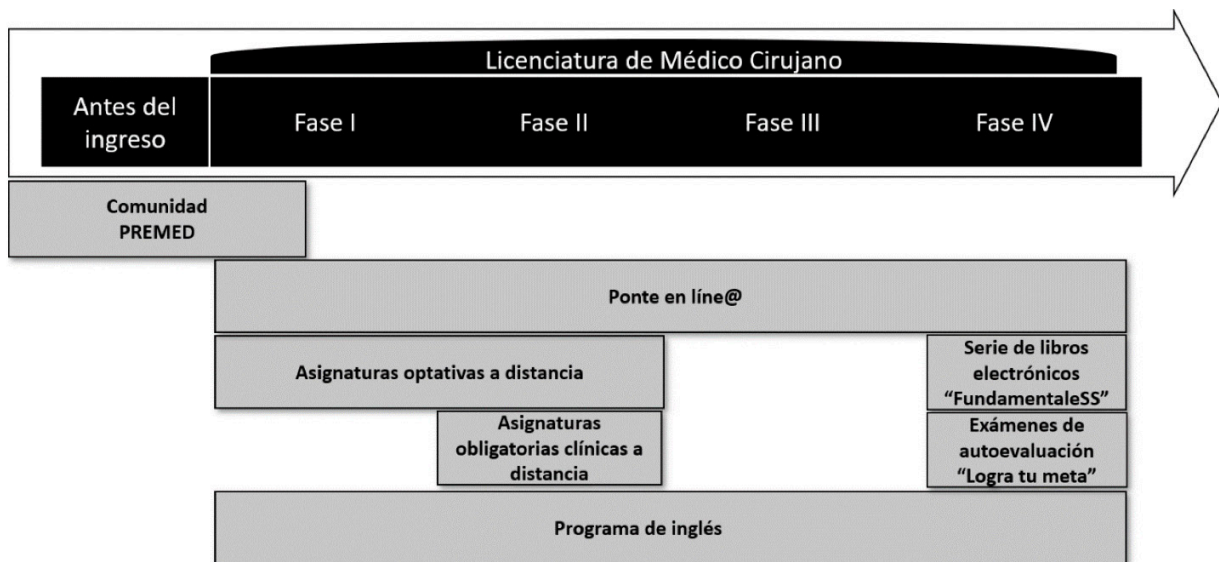 Licenciatura de Médico Cirujano
Antes del
ingreso
Fase I
Fase II
Fase III
Fase IV
Comunidad
PREMED
Ponte en líne@
Asignaturas optativas a distancia
Serie de libros
electrónicos
“FundamentaleSS”
Asignaturas
obligatorias clínicas a
distancia
Exámenes de
autoevaluación
“Logra tu meta”
Programa de inglés